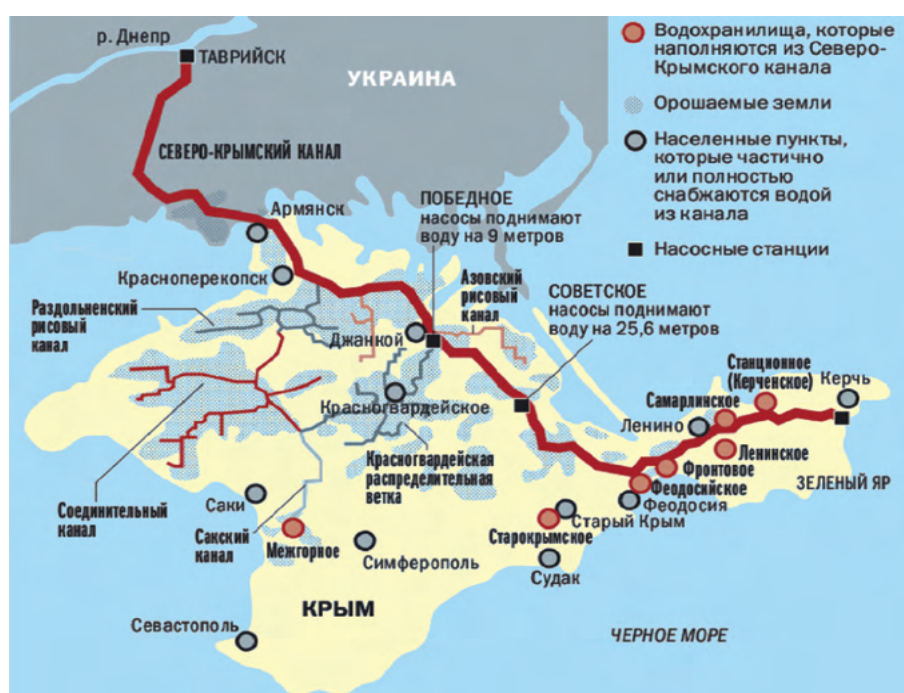 р. Днепр
ТАВРИЙСК
УКРАИНА
СЕВЕРО-КРЫМСКИЙ КАНАЛ
Водохранилища, которые
наполняются из Северо-
Крымского канала
Орошаемые земли
Населенные пункты,
которые частично
или полностью
снабжаются водой
из канала
Насосные станции
Армянск
ПОБЕДНОЕ
насосы поднимают
воду на 9 метров
Красноперекопск
Азовский
рисовый
канал
СОВЕТСКОЕ
насосы поднимают
воду на 25,6 метров
Раздольненский
рисовый
канал
Джанкой
Станционное
(Керченское)
Керчь
Самарлинское
Красногвардейское
Ленино
Ленинское
Красногвардейская
распределительная
ветка
Фронтовое
ЗЕЛЕНЫЙ ЯР
Феодосийское
Феодосия
Соединительный
канал
Саки
Сакский
канал
Межгорное
Старый Крым
Старокрымское
Симферополь
Судак
КРЫМ
Севастополь
ЧЕРНОЕ МОРЕ